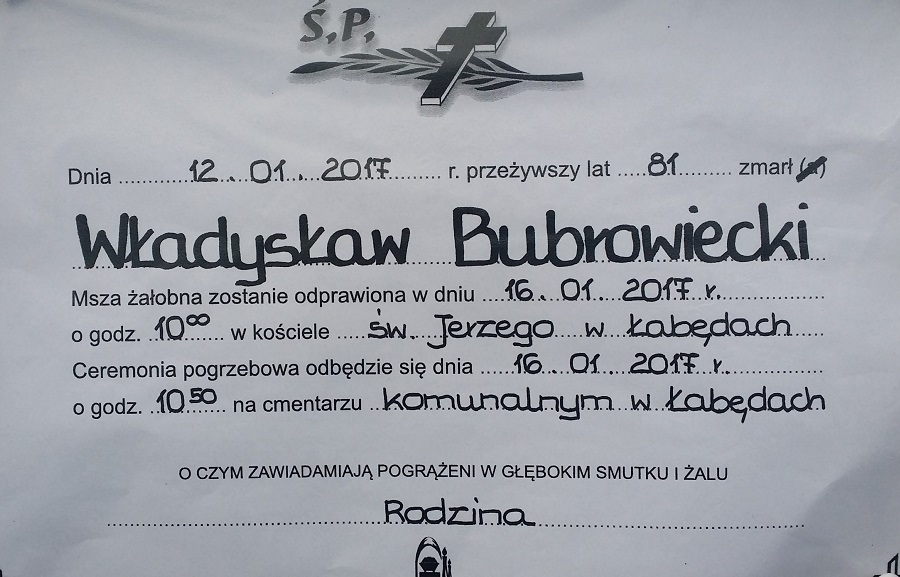 Ś.P.
Dnia 12. 01. 2017 r. przeżywszy lat 81 zmarł
Władysław Bubrowiecki
Msza żałobna zostanie odprawiona w dniu 16. 01. 2017 r.
o godz. 10⁰⁰ w kościele św. Jerzego w Łabędach
Ceremonia pogrzebowa odbędzie się dnia 16. 01. 2017 r.
o godz. 10⁵⁰ na cmentarzu komunalnym w Łabędach
O CZYM ZAWIADAMIAJĄ POGRĄŻENI W GŁĘBOKIM SMUTKU I ŻALU
Rodzina